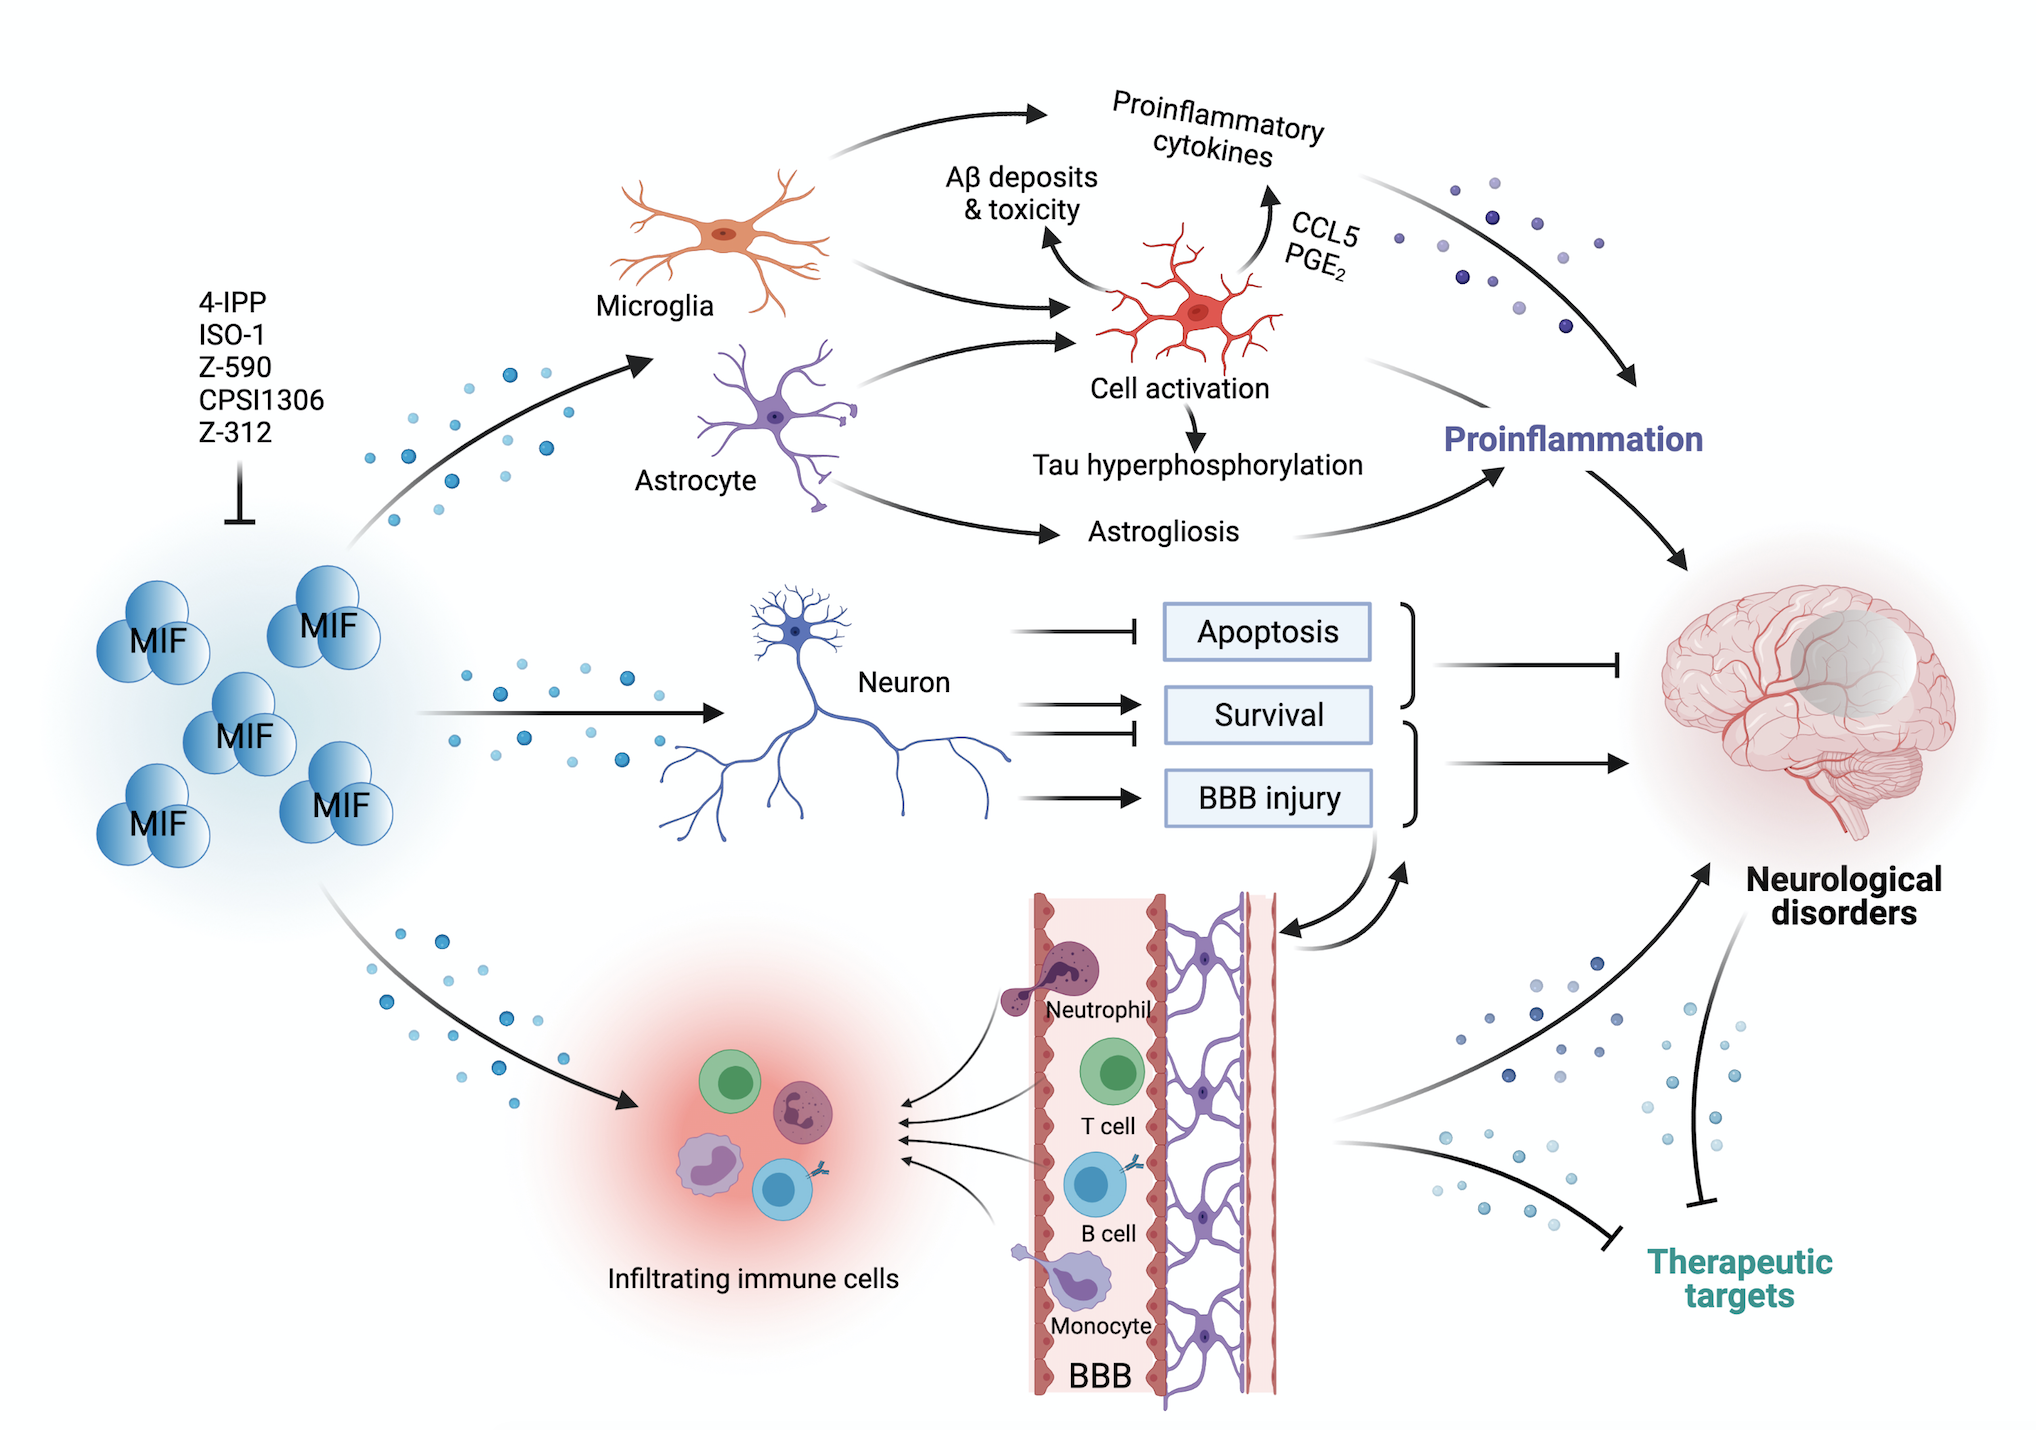 Proinflammatory
cytokines
Aβ deposits
& toxicity
CCL5
PGE₂
4-IPP
ISO-1
Z-590
CPSI1306
Z-312
Microglia
Cell activation
Proinflammation
Astrocyte
Tau hyperphosphorylation
Astrogliosis
MIF
MIF
MIF
MIF
MIF
Neuron
Apoptosis
Survival
BBB injury
Neurological
disorders
Neutrophil
T cell
B cell
Monocyte
BBB
Infiltrating immune cells
Therapeutic
targets